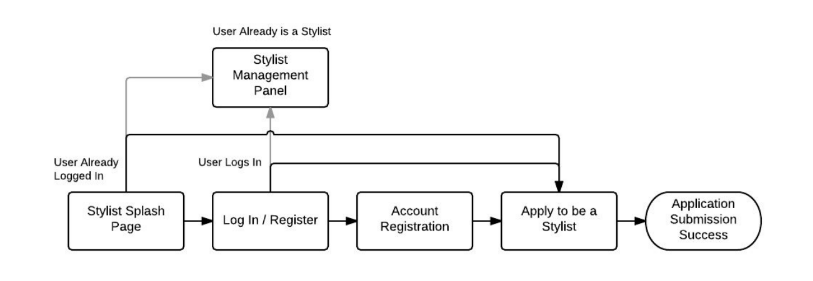 User Already is a Stylist
Stylist
Management
Panel
User Already
Logged In
User Logs In
Stylist Splash
Page
Log In / Register
Account
Registration
Apply to be a
Stylist
Application
Submission
Success